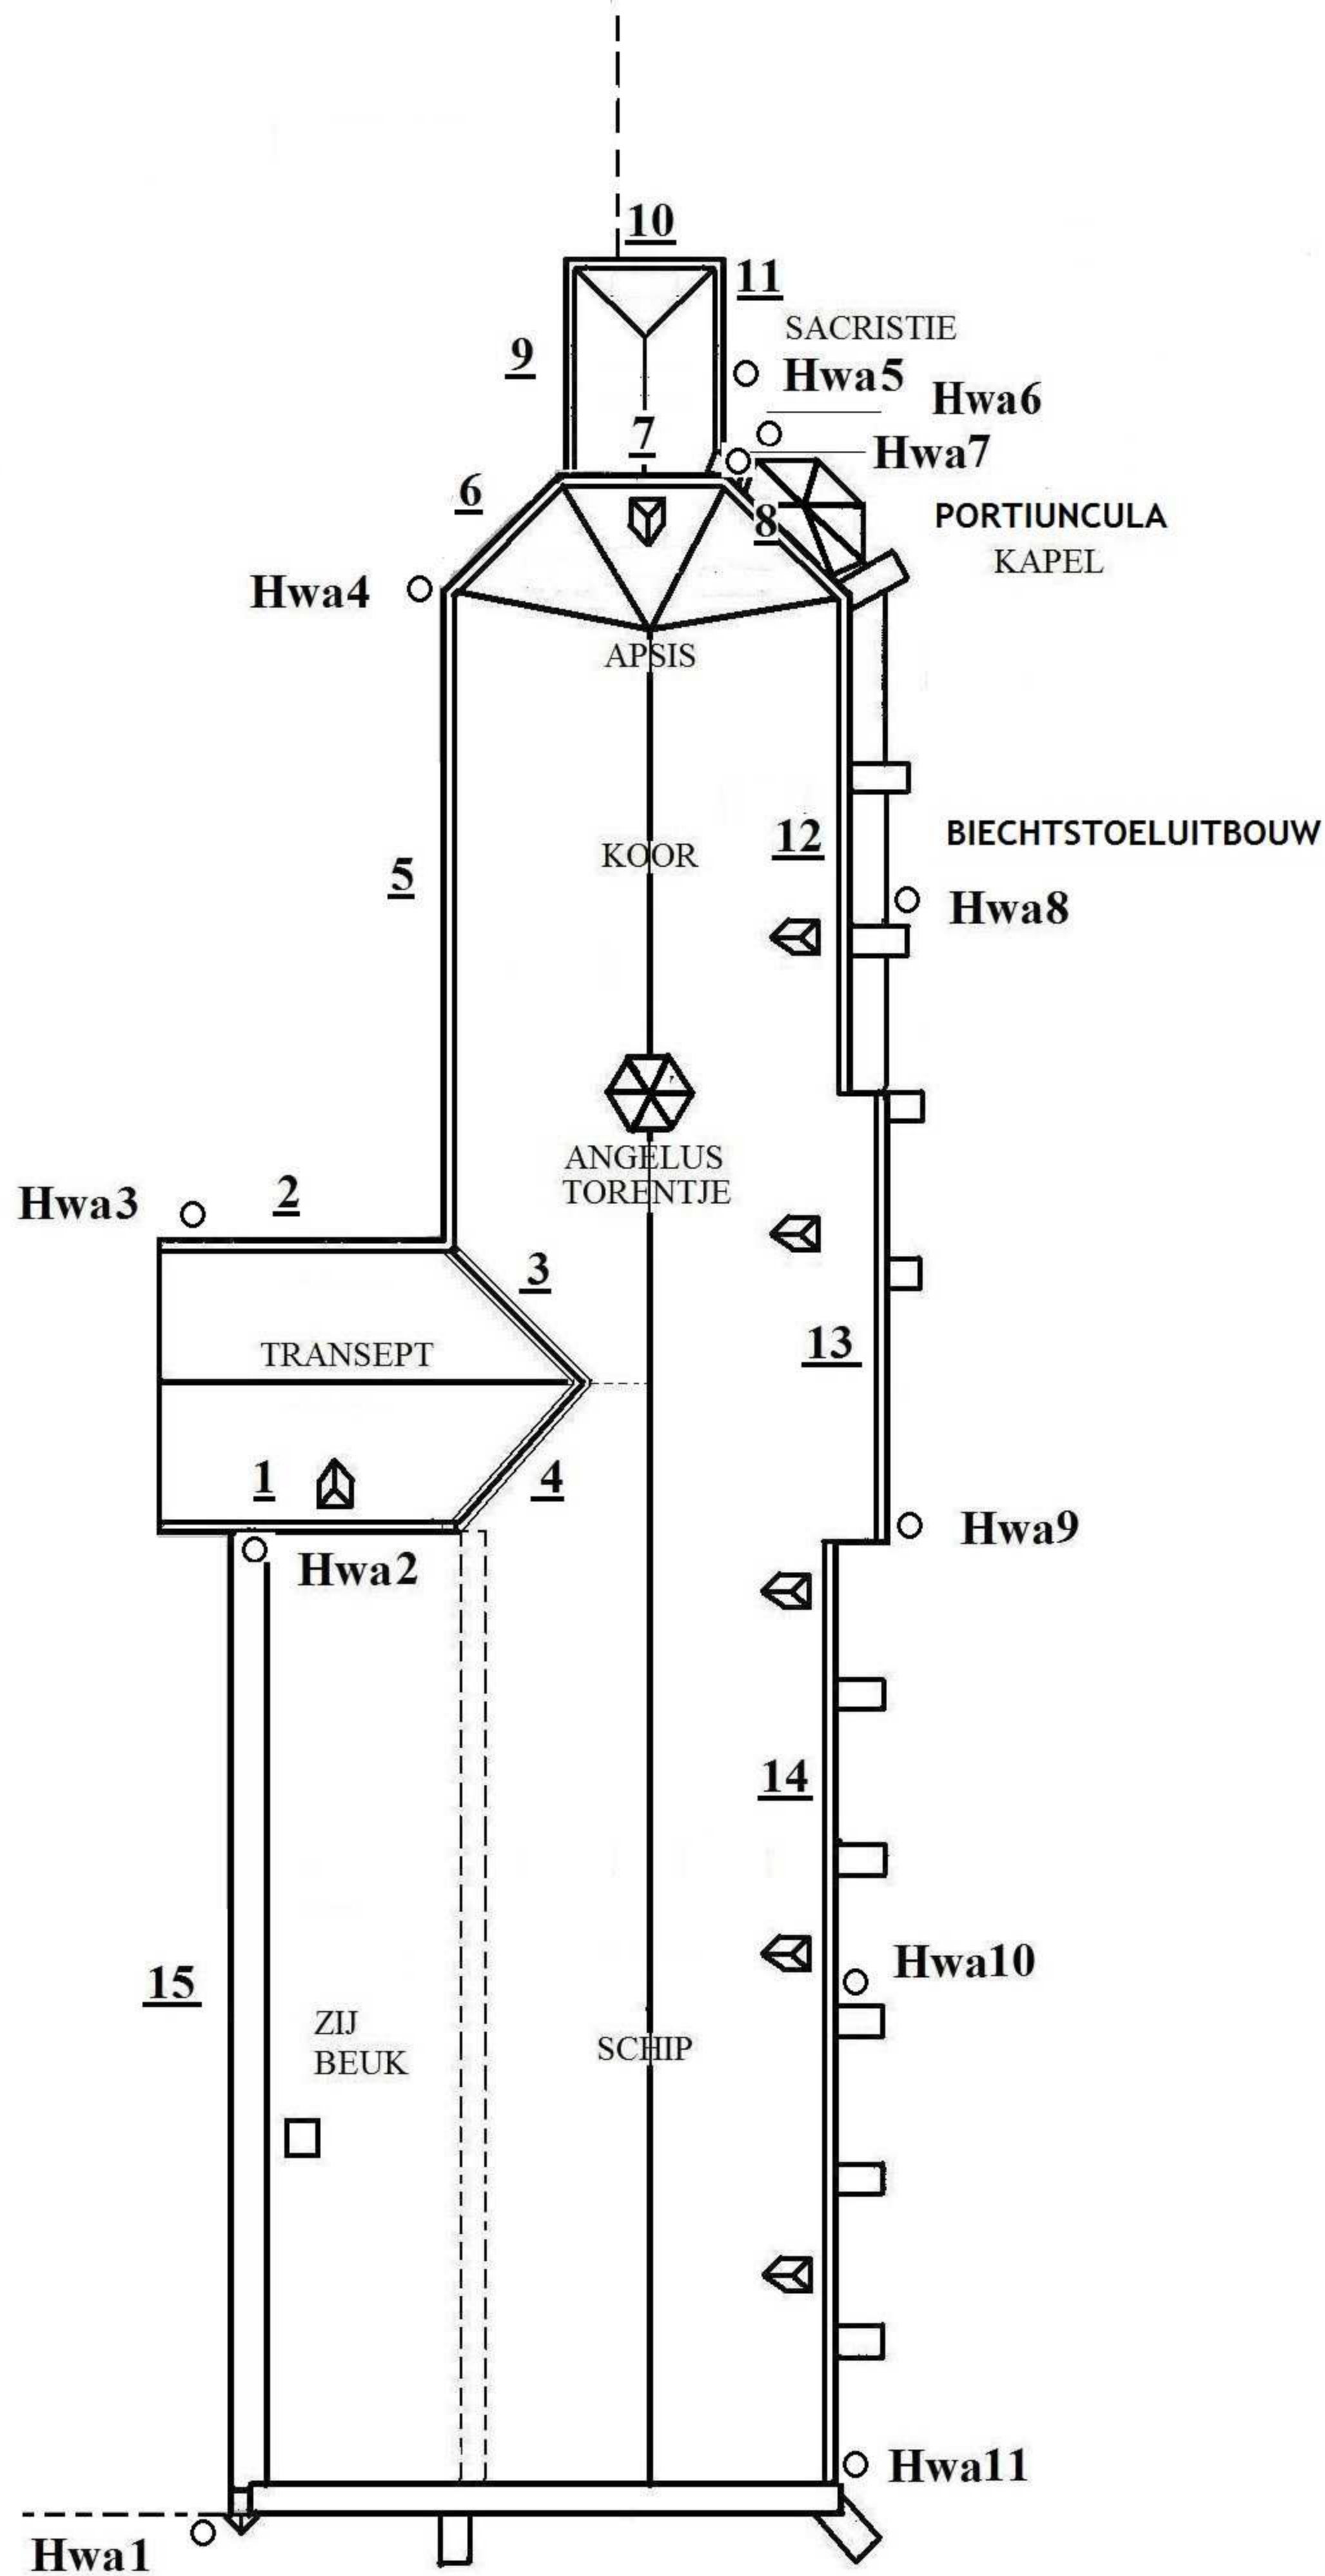 10
11
SACRISTIE
9
Hwa5
Hwa6
7
Hwa7
6
8
PORTIUNCULA
KAPEL
Hwa4
APSIS
12
BIECHTSTOELUITBOUW
KOOR
5
Hwa8
ANGELUS
TORENTJE
2
Hwa3
3
13
TRANSEPT
1
4
Hwa9
Hwa2
14
Hwa10
15
ZIJ
BEUK
SCHIP
Hwa11
Hwa1